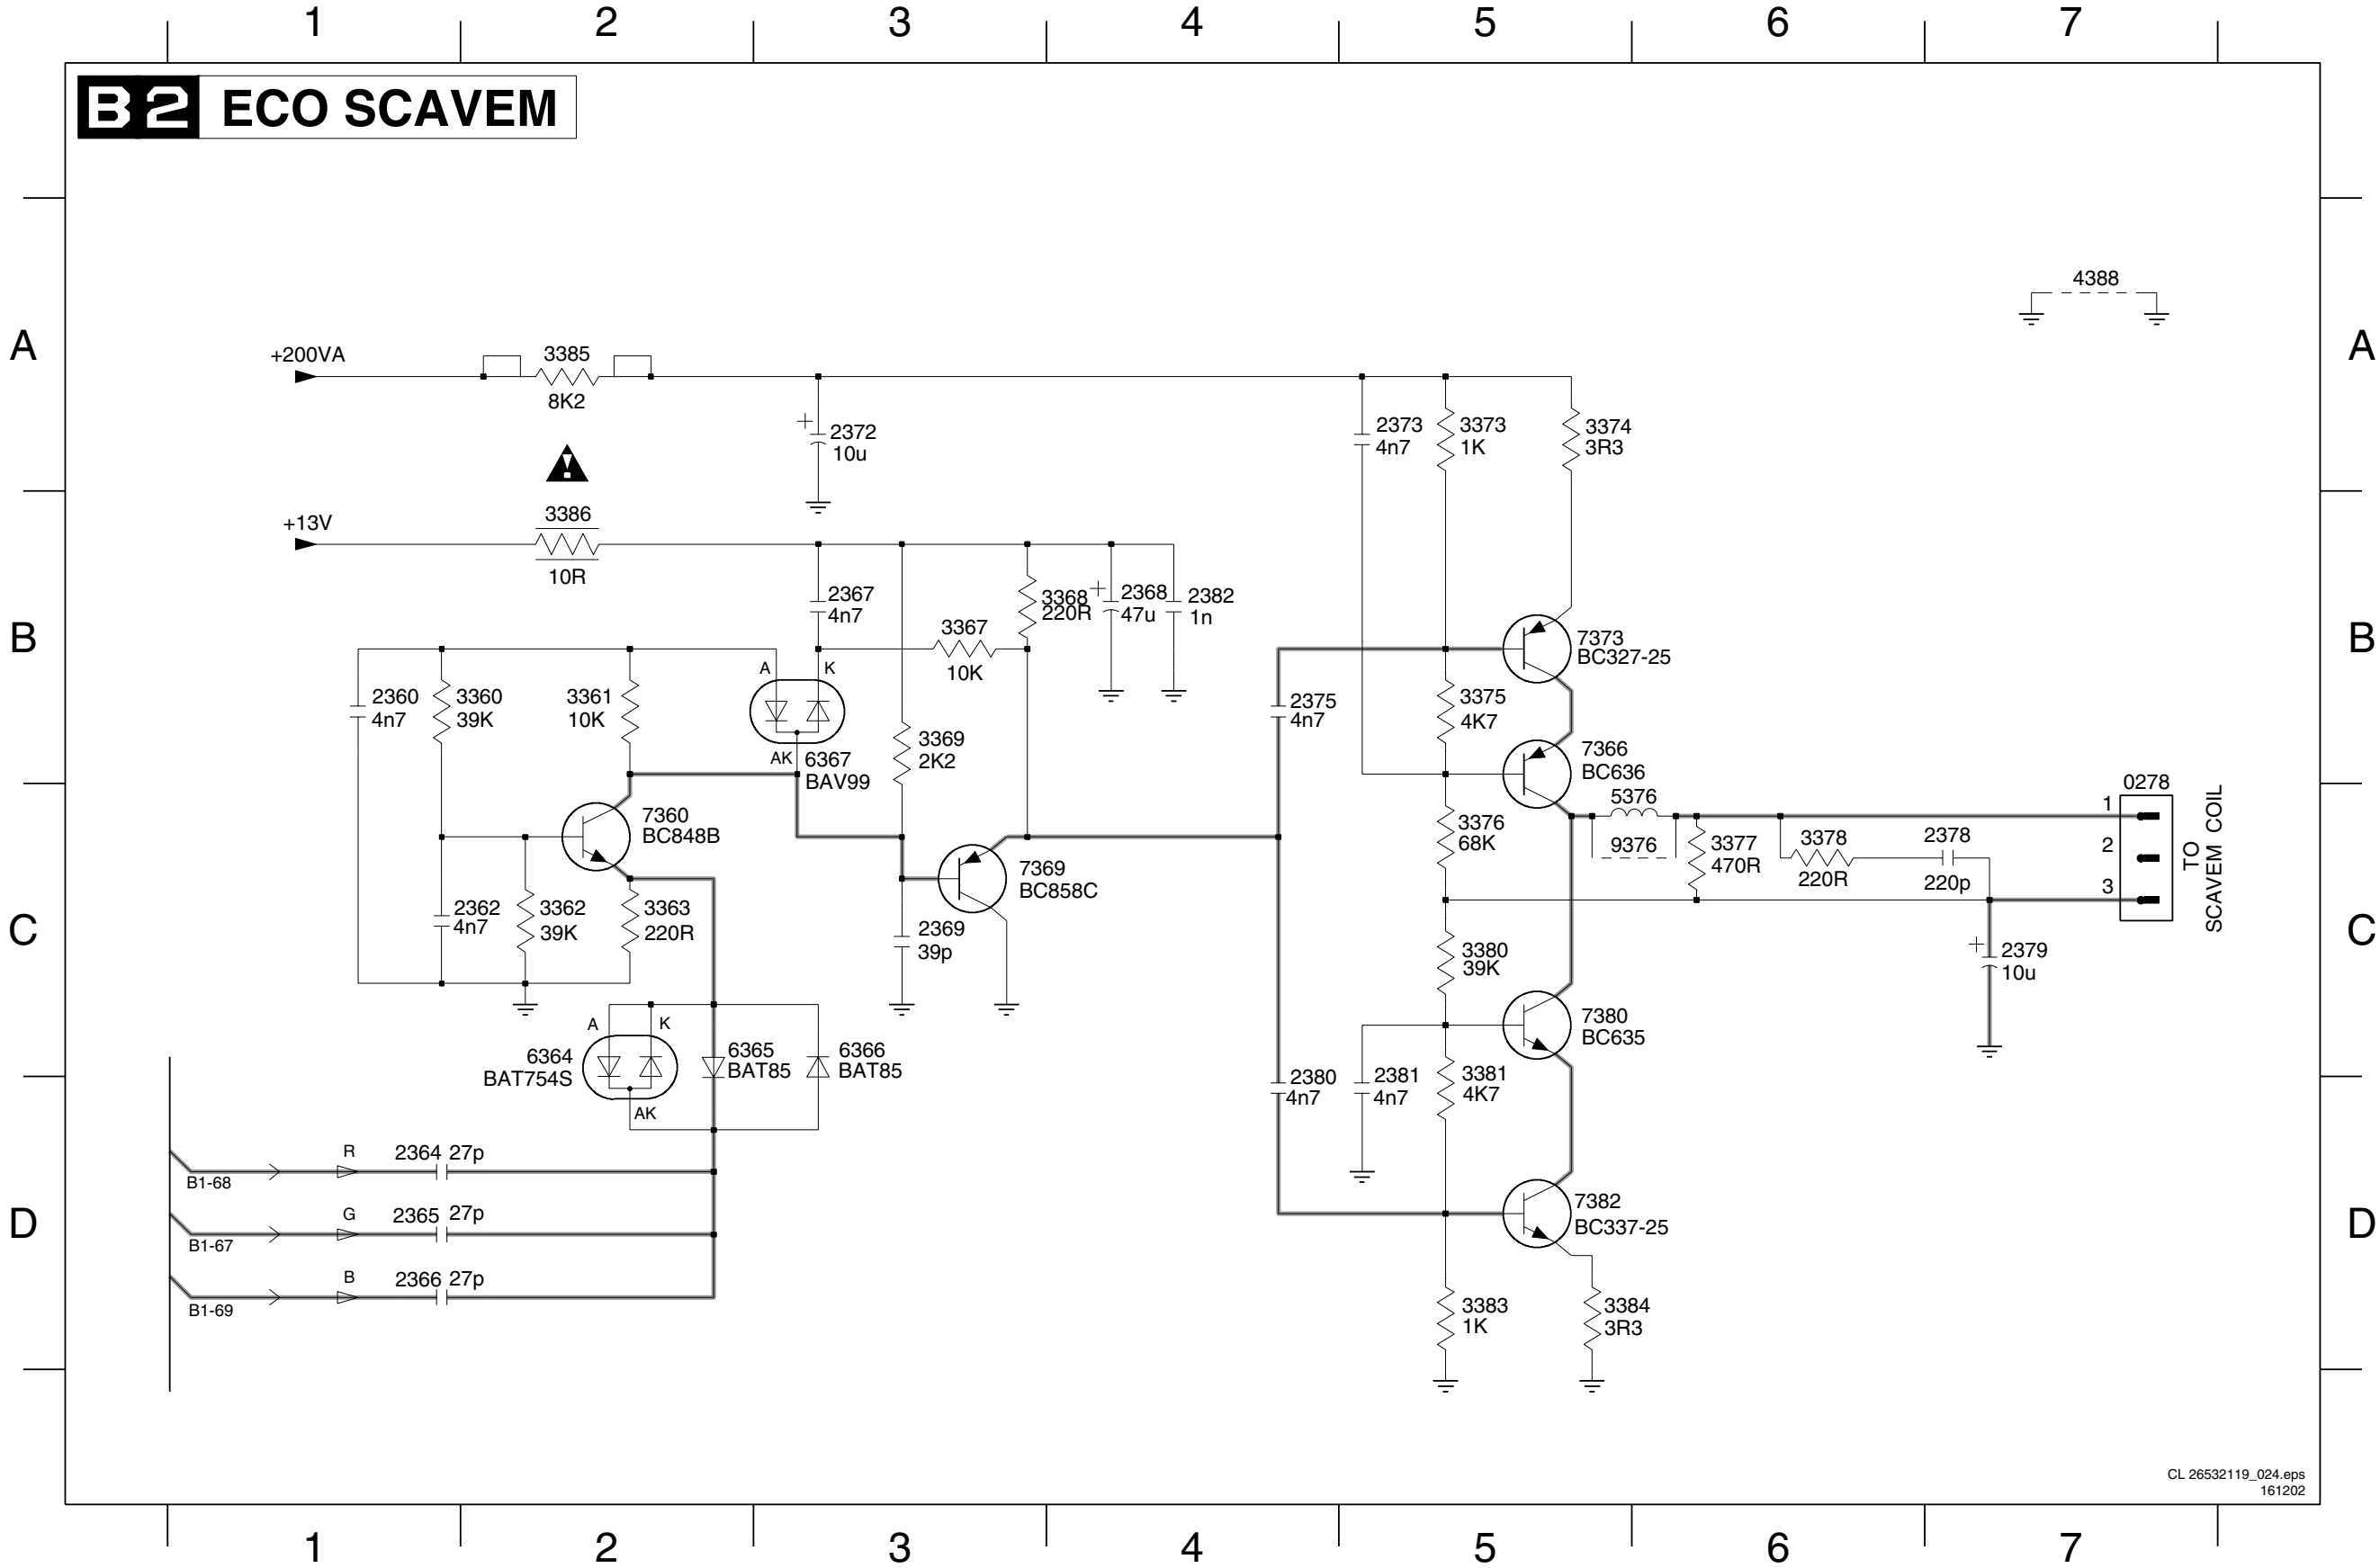 1 2 3 4 5 6 7
B2 ECO SCAVEM
4388
A A
+200VA
3385
8K2
2372
10u
2373
4n7
3373
1K
3374
3R3
+13V
3386
10R
2367
4n7
3368
220R
2368
47u
2382
1n
3367
10K
B B
7373
BC327-25
A K
2360
4n7
3360
39K
3361
10K
2375
4n7
3375
4K7
3369
2K2
AK
6367
BAV99
7366
BC636
0278
5376
1
7360
BC848B
3376
68K
9376
3377
470R
3378
220R
2378
220p
2
3
TO
SCAVEM COIL
7369
BC858C
2362
4n7
3362
39K
3363
220R
C C
2369
39p
3380
39K
2379
10u
A K
7380
BC635
6364
BAT754S
6365
BAT85
6366
BAT85
AK
2380
4n7
2381
4n7
3381
4K7
R
2364 27p
B1-68
D D
G
2365 27p
B1-67
7382
BC337-25
B
2366 27p
B1-69
3383
1K
3384
3R3
CL 26532119_024.eps
161202
1 2 3 4 5 6 7